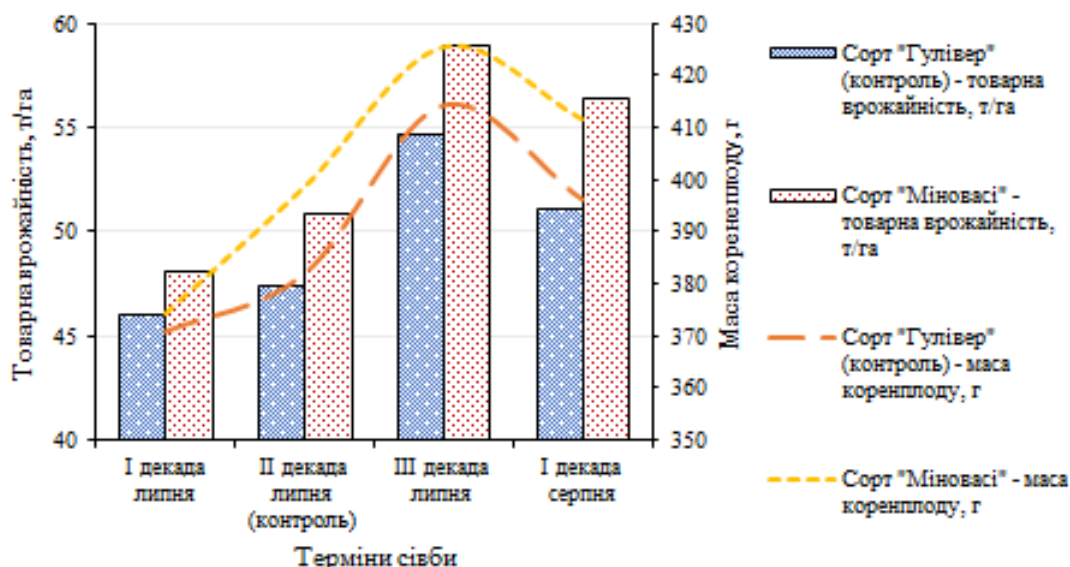 Товарна врожайність, т/га
60
55
50
45
40
430
420
410
400
390
380
370
360
350
Маса коренеплоду, г
І декада
липня
ІІ декада
липня
(контроль)
ІІІ декада
липня
І декада
серпня
Терміни сівби
Сорт "Гулівер"
(контроль) - товарна
врожайність, т/га
Сорт "Міновасі" -
товарна врожайність,
т/га
Сорт "Гулівер"
(контроль) - маса
коренплоду, г
Сорт "Міновасі" - маса
коренплоду, г